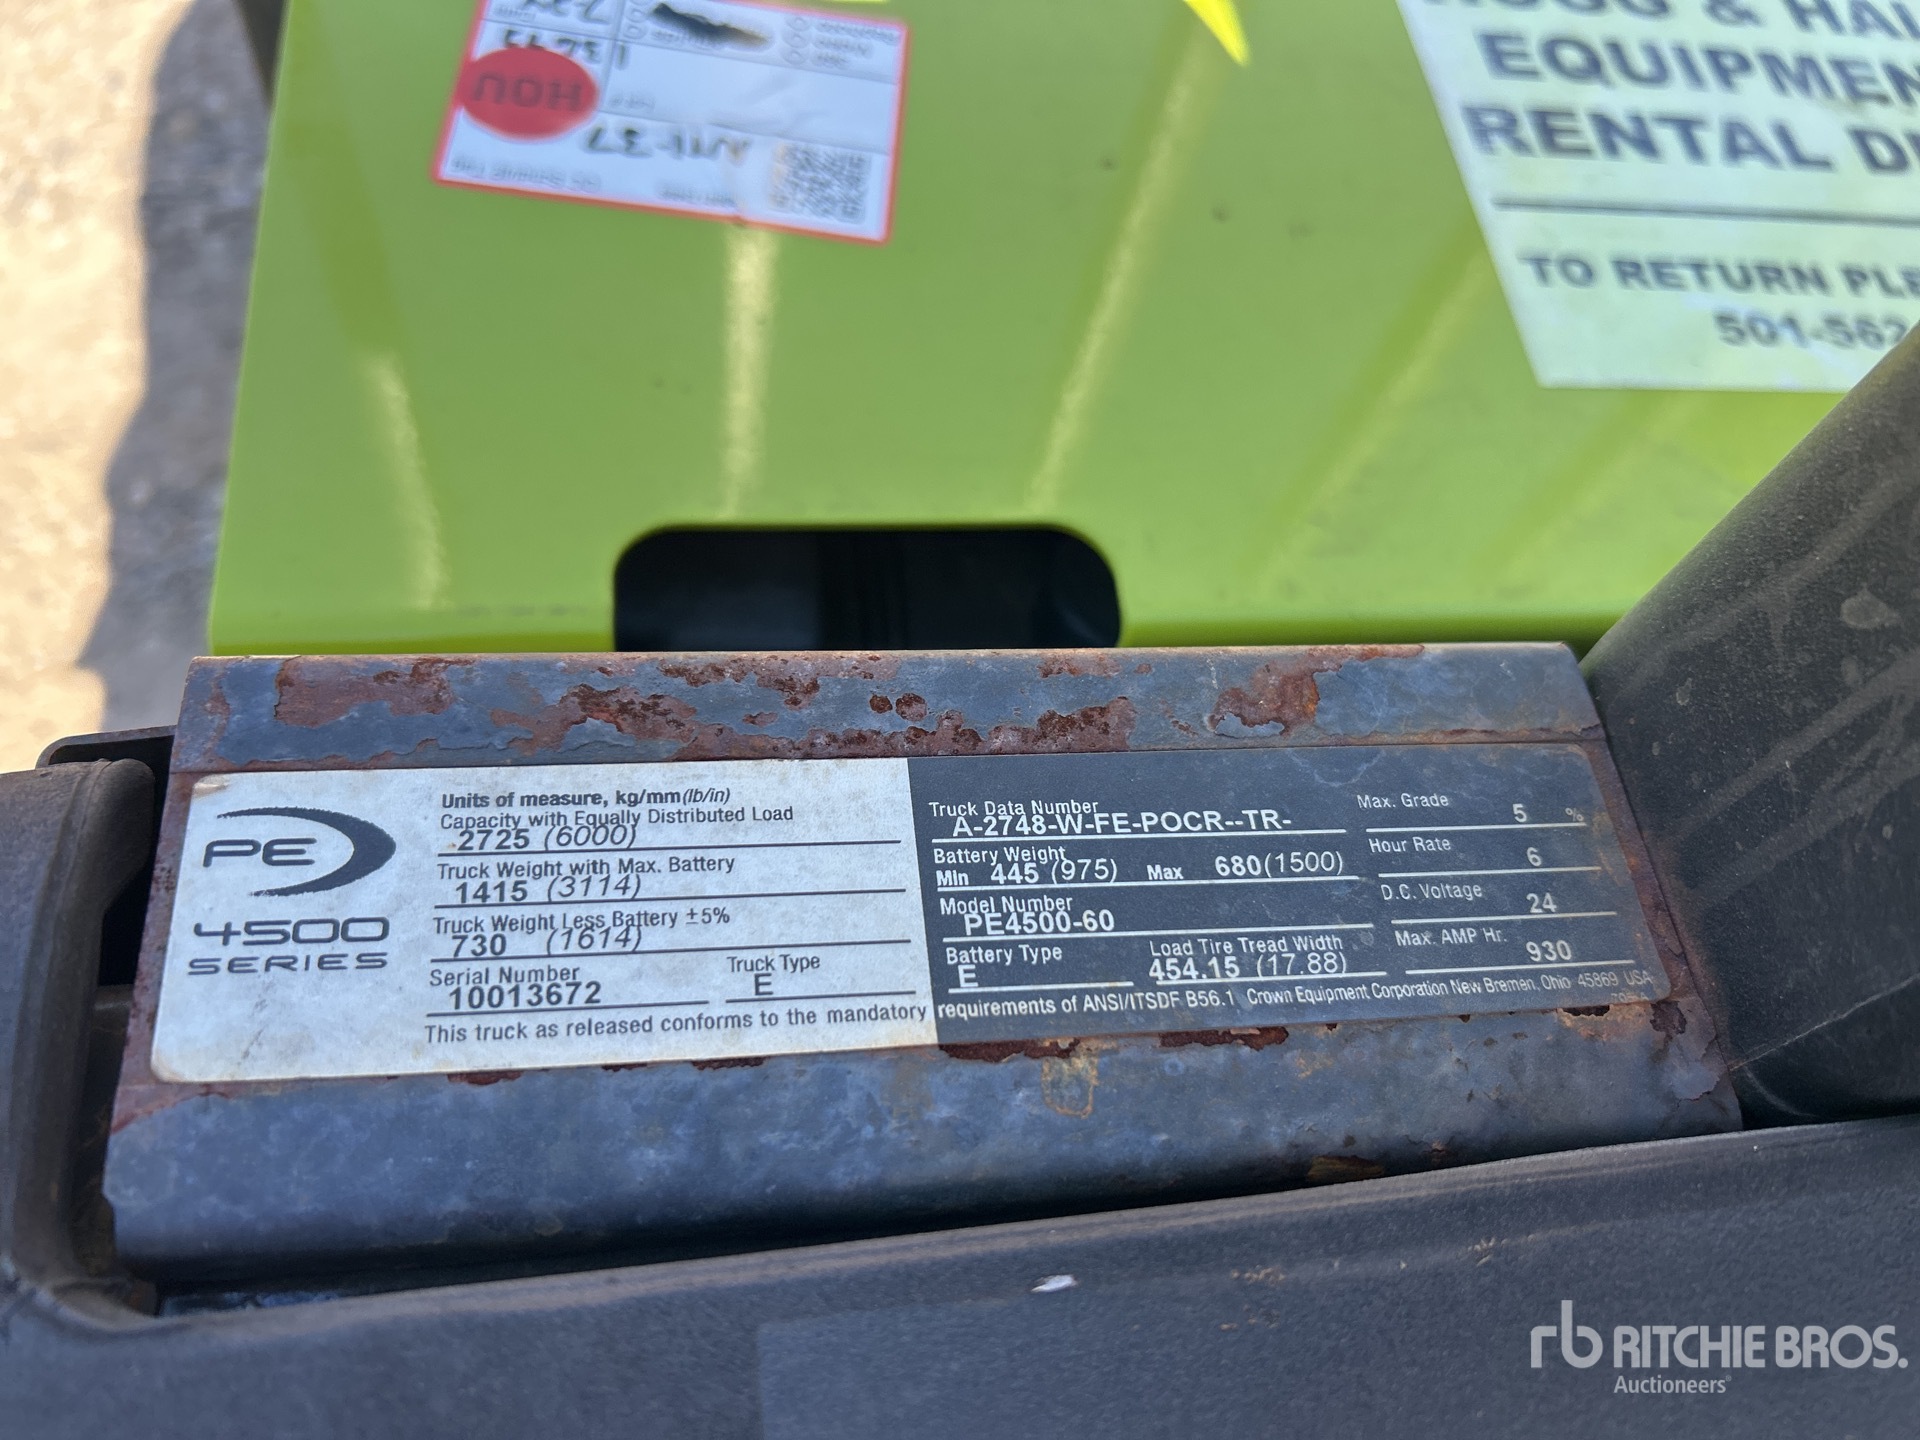 HOU
1326493
& HAL
EQUIPMEN
RENTAL D
TO RETURN PLE
501-562
PE
4500
SERIES
Units of measure, kg/mm (lb/in)
Capacity with Equally Distributed Load
2725 (6000)
Truck Weight with Max. Battery
1415 (3114)
Truck Weight Less Battery ±5%
730 (1614)
Serial Number
10013672
Truck Type
E
This truck as released conforms to the mandatory requirements of ANSI/ITSDF B56.1 Crown Equipment Corporation New Bremen, Ohio 45869 USA
Truck Data Number
A-2748-W-FE-POCR--TR-
Battery Weight
Min 445 (975) Max 680 (1500)
Model Number
PE4500-60
Battery Type
E
Load Tire Tread Width
454.15 (17.88)
Max. Grade
5 %
Hour Rate
6
D.C. Voltage
24
Max. AMP Hr.
930
rb RITCHIE BROS.
Auctioneers